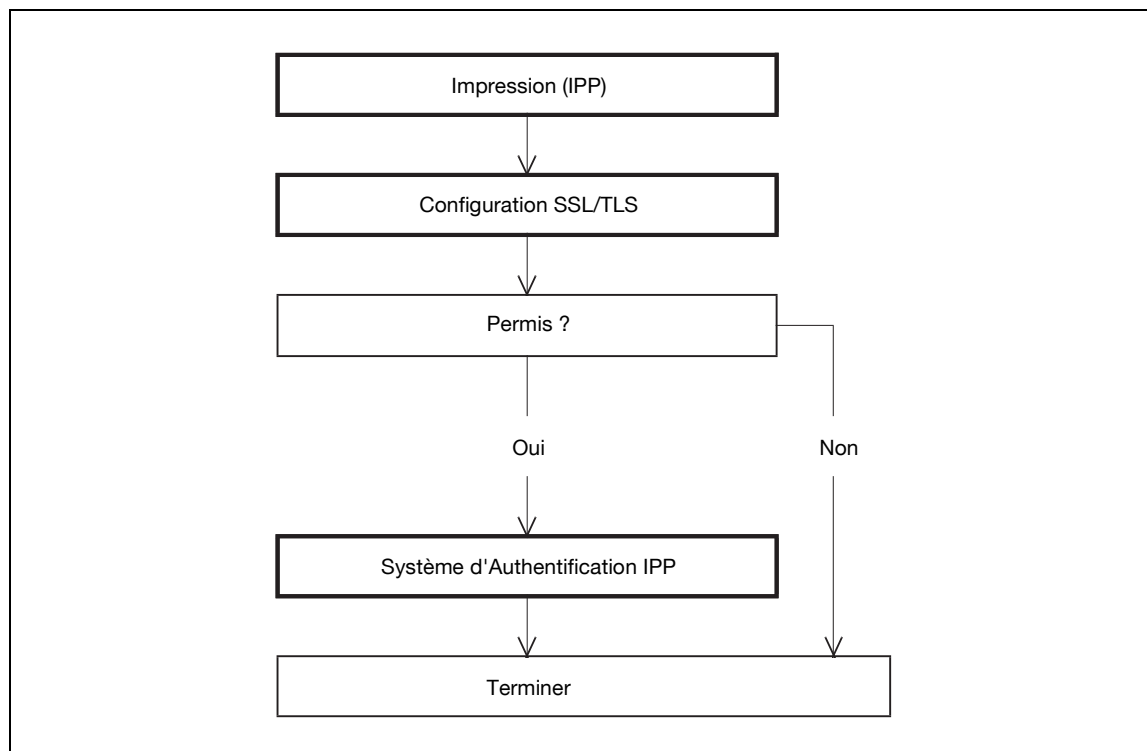 Impression (IPP)
Configuration SSL/TLS
Permis ?
Oui
Non
Système d'Authentification IPP
Terminer